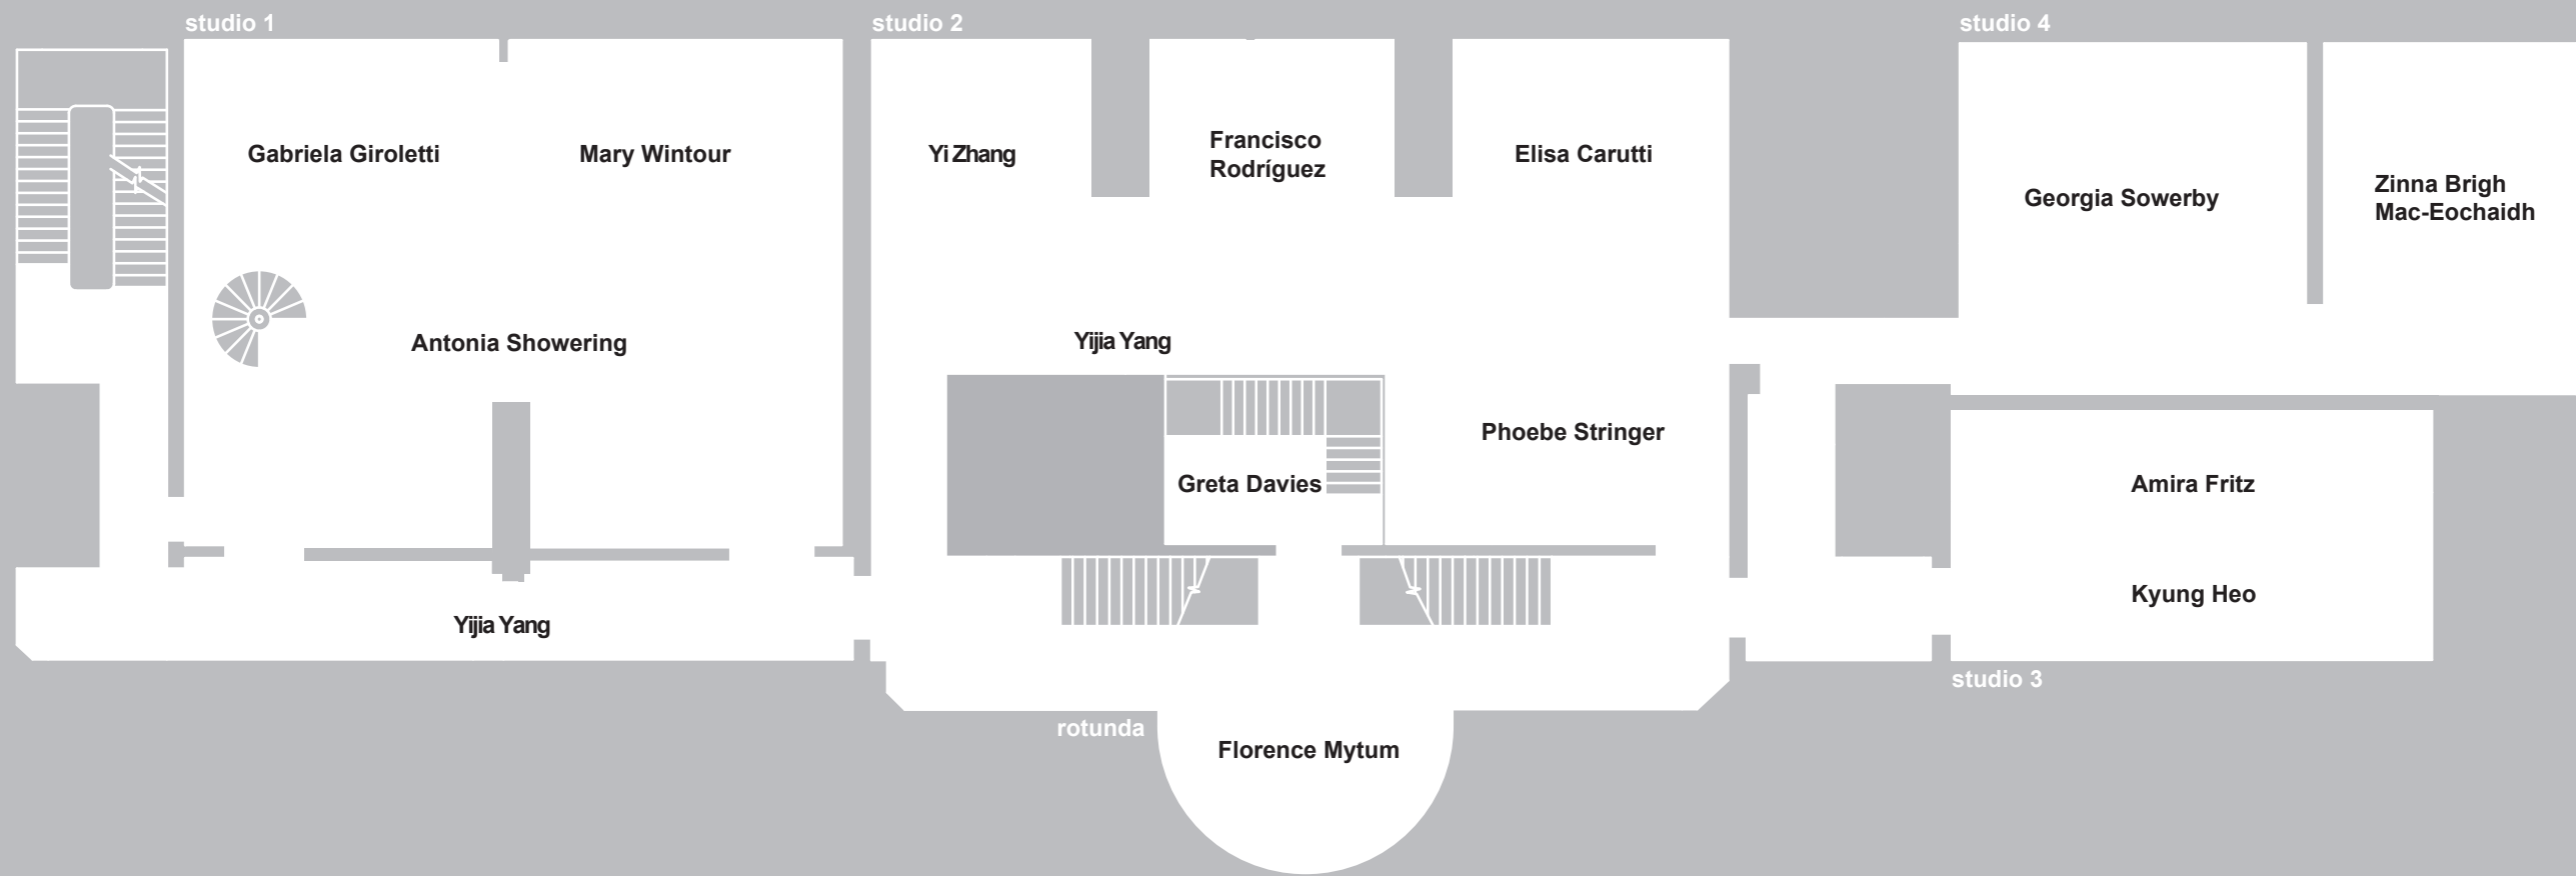 studio 1
studio 2
studio 4
Gabriela Giroletti
Mary Wintour
Yi Zhang
Francisco
Rodríguez
Elisa Carutti
Georgia Sowerby
Zinna Brigh
Mac-Eochaidh
Antonia Showering
Yijia Yang
Phoebe Stringer
Greta Davies
Amira Fritz
Kyung Heo
Yijia Yang
studio 3
rotunda
Florence Mytum